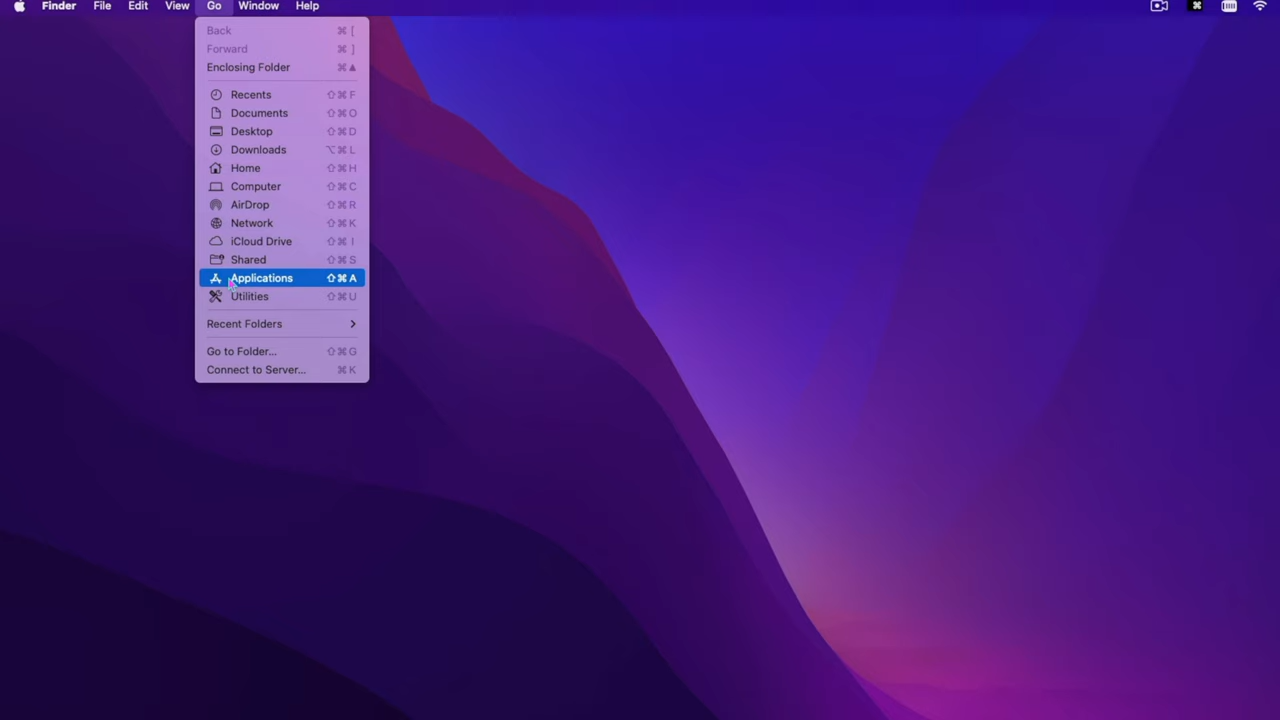 Finder File Edit View Go Window Help
Back ⌘ [
Forward ⌘ ]
Enclosing Folder ⌘▲
Recents ⇧⌘F
Documents ⇧⌘O
Desktop ⇧⌘D
Downloads ⌥⌘L
Home ⇧⌘H
Computer ⇧⌘C
AirDrop ⇧⌘R
Network ⇧⌘K
iCloud Drive ⇧⌘I
Shared ⇧⌘S
Applications ⇧⌘A
Utilities ⇧⌘U
Recent Folders
Go to Folder... ⇧⌘G
Connect to Server... ⌘K